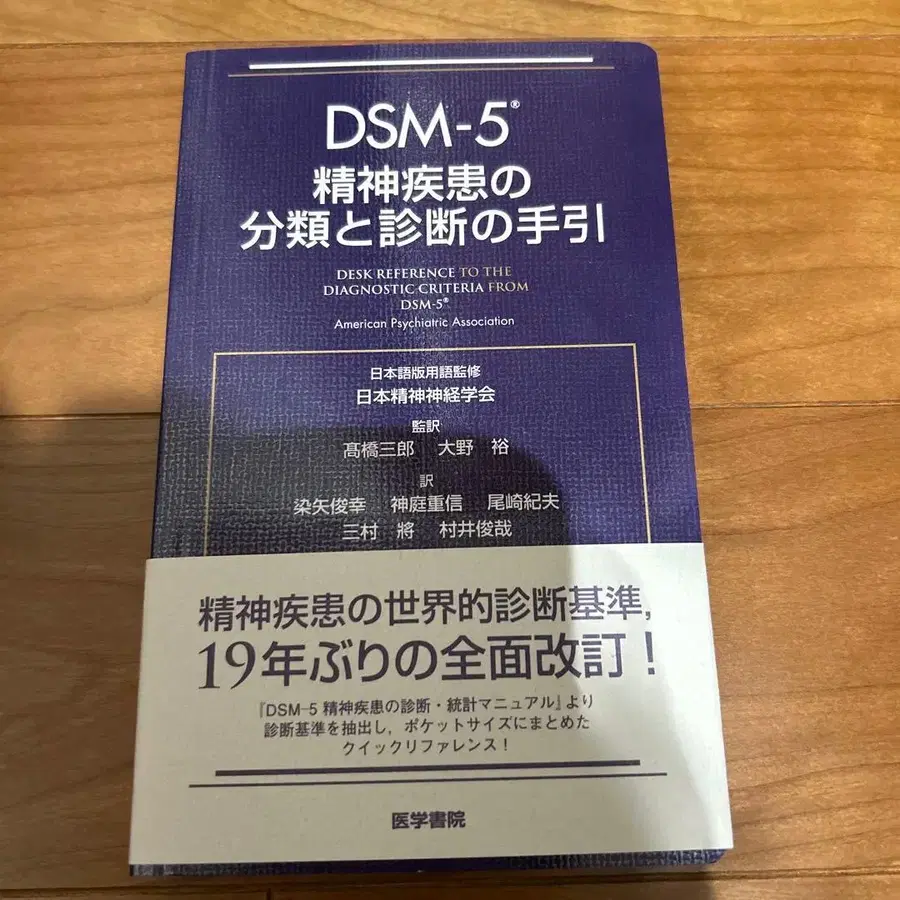 DSM-5®
精神疾患の
分類と診断の手引
DESK REFERENCE TO THE
DIAGNOSTIC CRITERIA FROM
DSM-5®
American Psychiatric Association
日本語版用語監修
日本精神神経学会
監訳
髙橋三郎　大野　裕
訳
染矢俊幸　神庭重信　尾崎紀夫
三村　將　村井俊哉
精神疾患の世界的診断基準,
19年ぶりの全面改訂！
『DSM-5 精神疾患の診断・統計マニュアル』より
診断基準を抽出し，ポケットサイズにまとめた
クイックリファレンス！
医学書院